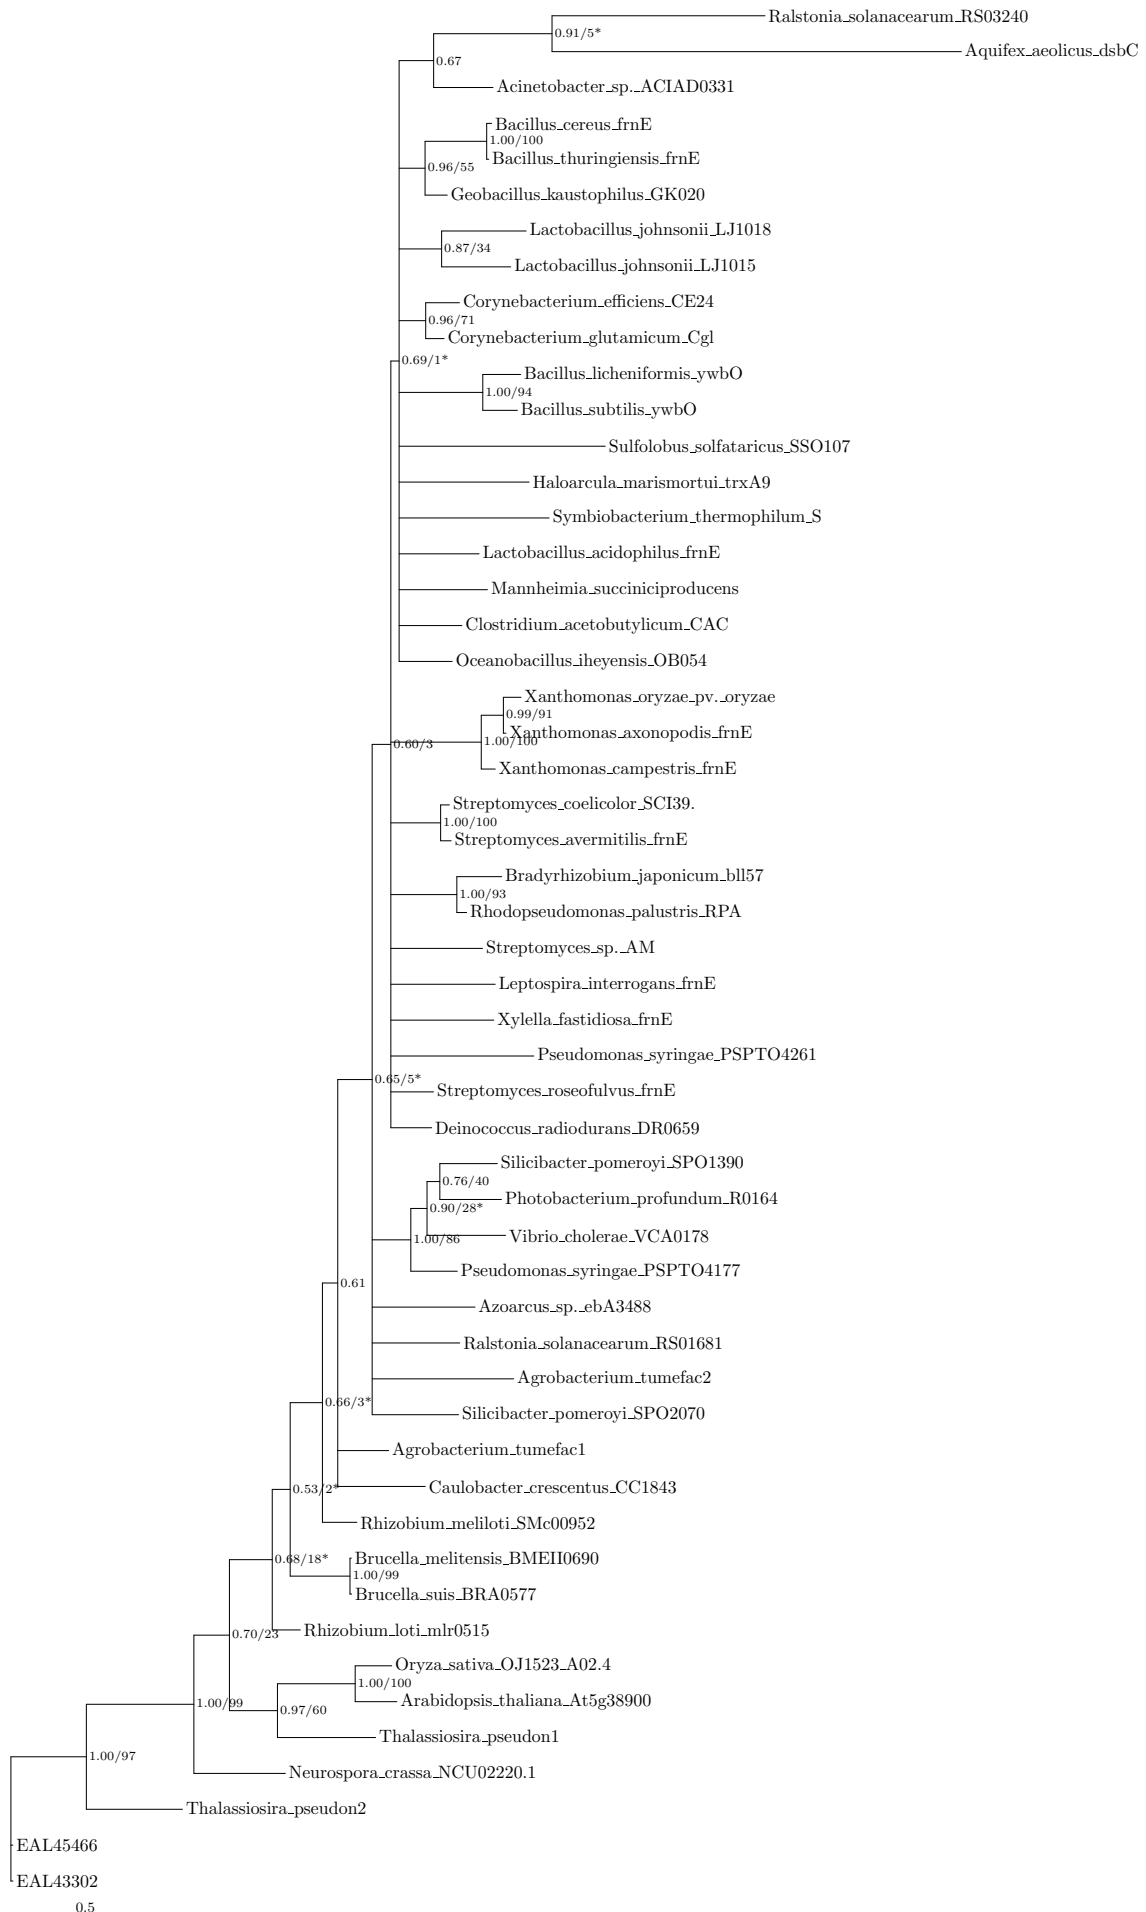 Ralstonia_solanacearum_RS03240
0.91/5*
Aquifex_aeolicus_dsbC
0.67
Acinetobacter_sp._ACIAD0331
Bacillus_cereus_frnE
1.00/100
Bacillus_thuringiensis_frnE
0.96/55
Geobacillus_kaustophilus_GK020
Lactobacillus_johnsonii_LJ1018
0.87/34
Lactobacillus_johnsonii_LJ1015
Corynebacterium_efficiens_CE24
0.96/71
Corynebacterium_glutamicum_Cgl
0.69/1*
Bacillus_licheniformis_ywbO
1.00/94
Bacillus_subtilis_ywbO
Sulfolobus_solfataricus_SSO107
Haloarcula_marismortui_trxA9
Symbiobacterium_thermophilum_S
Lactobacillus_acidophilus_frnE
Mannheimia_succiniciproducens
Clostridium_acetobutylicum_CAC
Oceanobacillus_iheyensis_OB054
Xanthomonas_oryzae_pv._oryzae
0.99/91
Xanthomonas_axonopodis_frnE
0.60/3
1.00/100
Xanthomonas_campestris_frnE
Streptomyces_coelicolor_SCI39.
1.00/100
Streptomyces_avermitilis_frnE
Bradyrhizobium_japonicum_bll57
1.00/93
Rhodopseudomonas_palustris_RPA
Streptomyces_sp._AM
Leptospira_interrogans_frnE
Xylella_fastidiosa_frnE
Pseudomonas_syringae_PSPTO4261
0.65/5*
Streptomyces_roseofulvus_frnE
Deinococcus_radiodurans_DR0659
Silicibacter_pomeroyi_SPO1390
0.76/40
Photobacterium_profundum_R0164
0.90/28*
Vibrio_cholerae_VCA0178
1.00/86
Pseudomonas_syringae_PSPTO4177
0.61
Azoarcus_sp._ebA3488
Ralstonia_solanacearum_RS01681
Agrobacterium_tumefac2
0.66/3*
Silicibacter_pomeroyi_SPO2070
Agrobacterium_tumefac1
0.53/2*
Caulobacter_crescentus_CC1843
Rhizobium_meliloti_SMc00952
0.68/18*
Brucella_melitensis_BMEII0690
1.00/99
Brucella_suis_BRA0577
0.70/23
Rhizobium_loti_mlr0515
Oryza_sativa_OJ1523_A02.4
1.00/100
Arabidopsis_thaliana_At5g38900
1.00/99
0.97/60
Thalassiosira_pseudon1
1.00/97
Neurospora_crassa_NCU02220.1
Thalassiosira_pseudon2
EAL45466
EAL43302
0.5